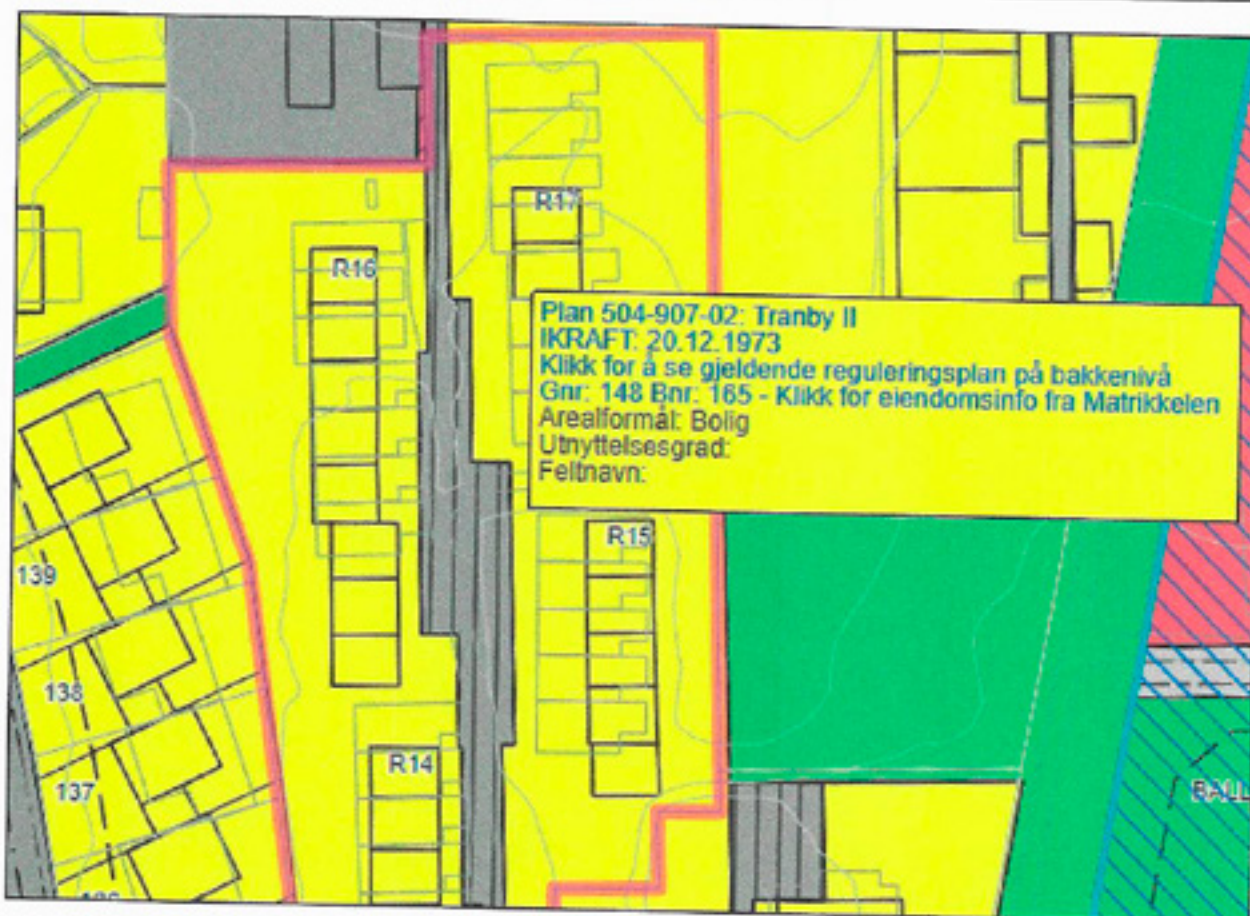 R17
R16
Plan 504-907-02: Tranby II
IKRAFT: 20.12.1973
Klikk for å se gjeldende reguleringsplan på bakkenivå
Gnr: 148 Bnr: 165 - Klikk for eiendomsinfo fra Matrikkelen
Arealformål: Bolig
Utnyttelsesgrad:
Feltnavn:
R15
139
138
R14
137
BALL